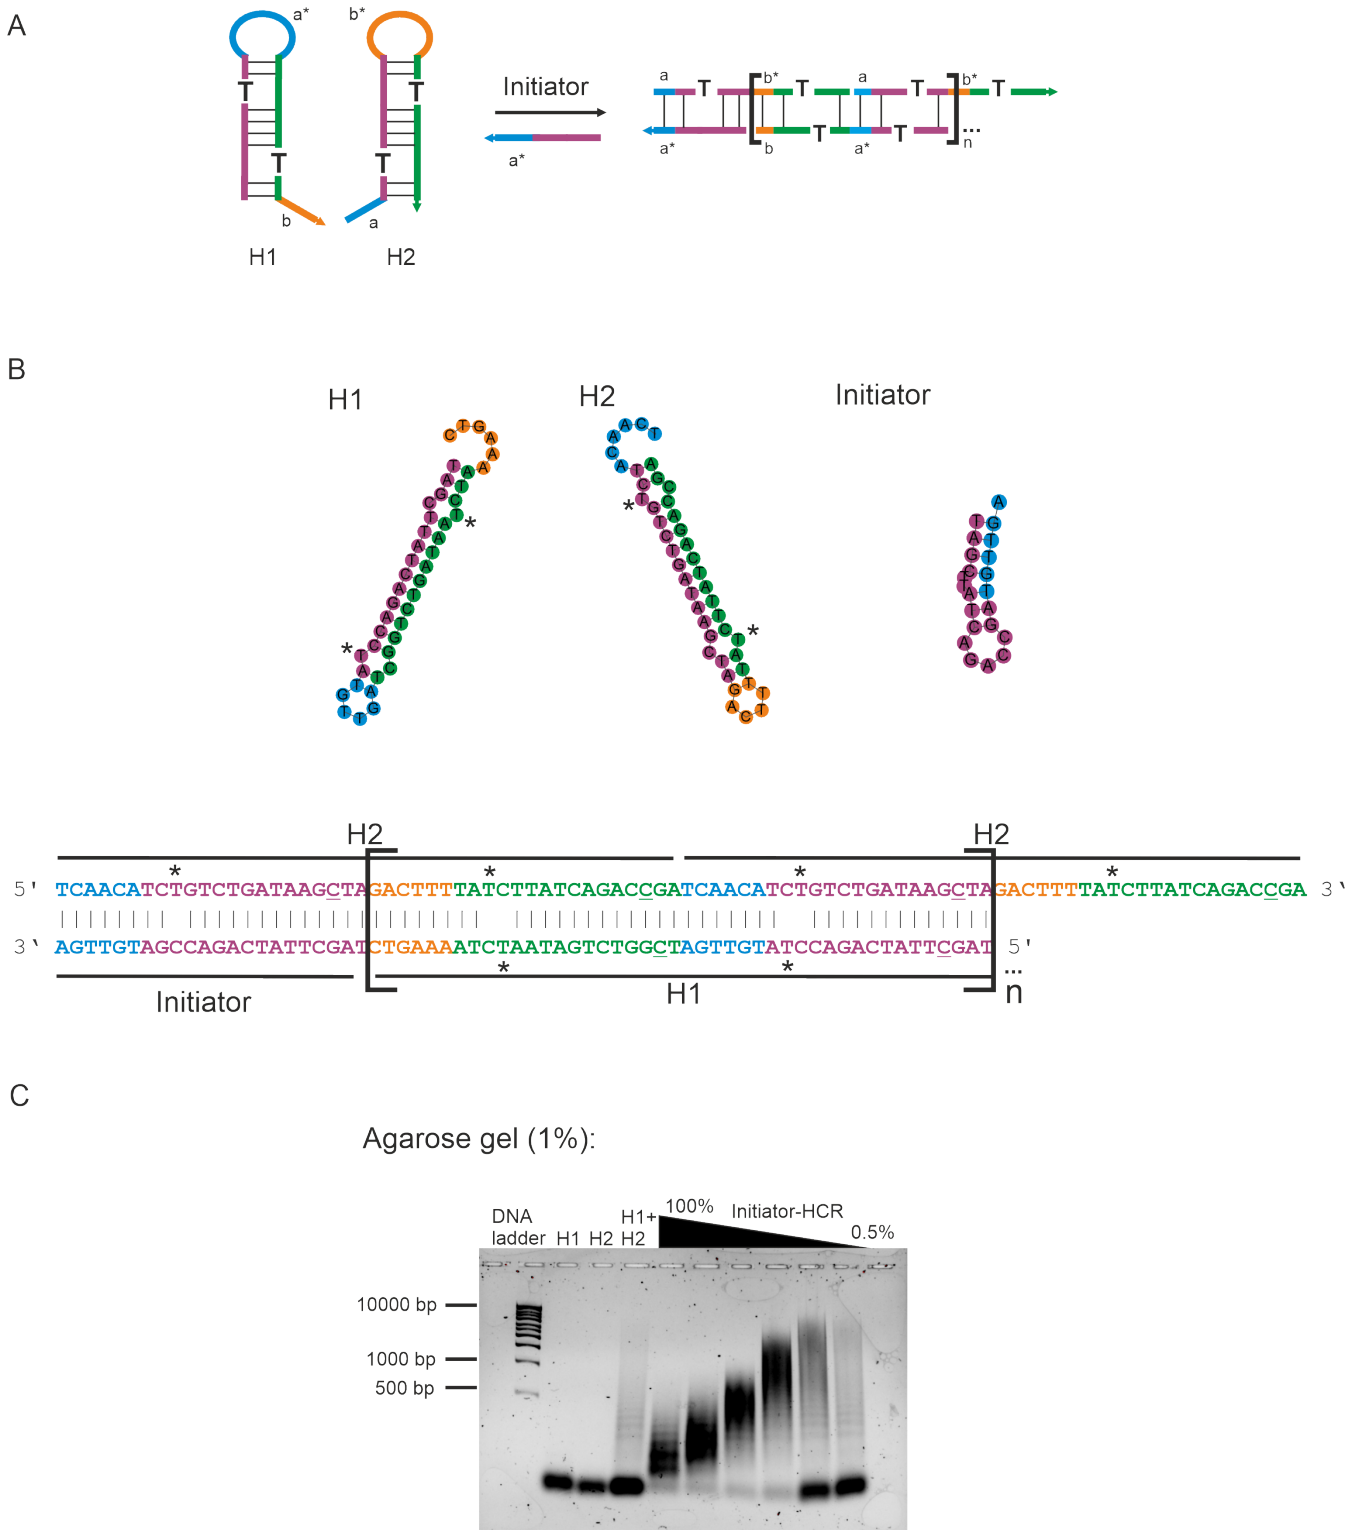 A
a*
b*
T
T
T
T
b
a
H1
H2
Initiator
a*
a
T
b*
T
a
T
b*
T
a*
b
T
a*
T
...
n
B
H1
H2
Initiator
*
*
*
*
H2
H2
* * * *
5' TCAACATCTGTCTGATAAGCTAGACTTTTATCTTATCAGACCGATCAACATCTGTCTGATAAGCTAGACTTTTATCTTATCAGACCGA 3'
3' AGTTGTAGCCAGACTATTCGATCTGAAAATCTAATAGTCTGGCTAGTTGTATCCAGACTATTCGAT 5'
* *
...
Initiator
H1
n
C
Agarose gel (1%):
100%
Initiator-HCR
0.5%
DNA
ladder
H1
H2
H1+
H2
10000 bp
1000 bp
500 bp